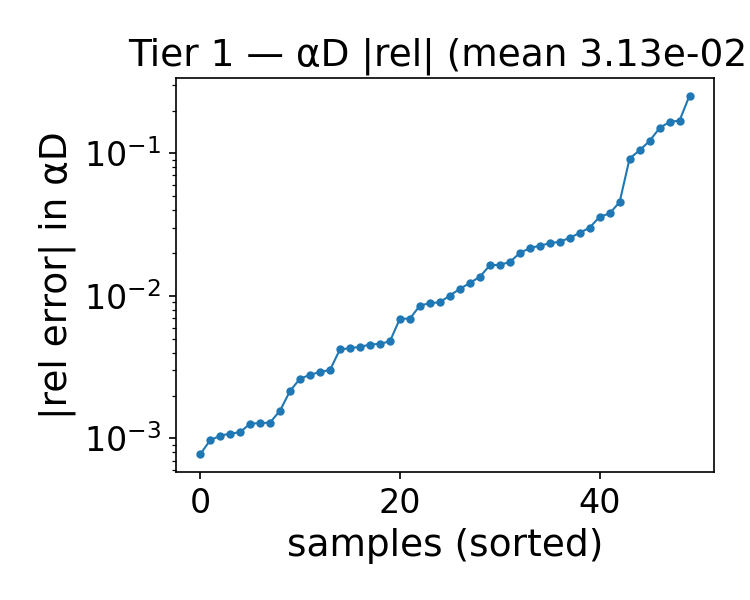 Tier 1 — αD |rel| (mean 3.13e-02
|rel error| in αD
10⁻¹
10⁻²
10⁻³
0 20 40
samples (sorted)